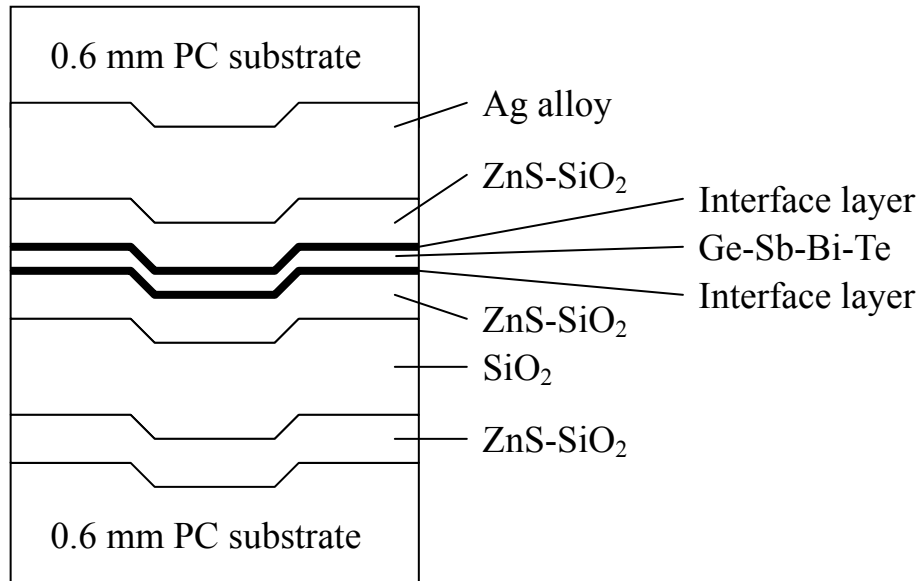 0.6 mm PC substrate
Ag alloy
ZnS-SiO₂
Interface layer
Ge-Sb-Bi-Te
Interface layer
ZnS-SiO₂
SiO₂
ZnS-SiO₂
0.6 mm PC substrate